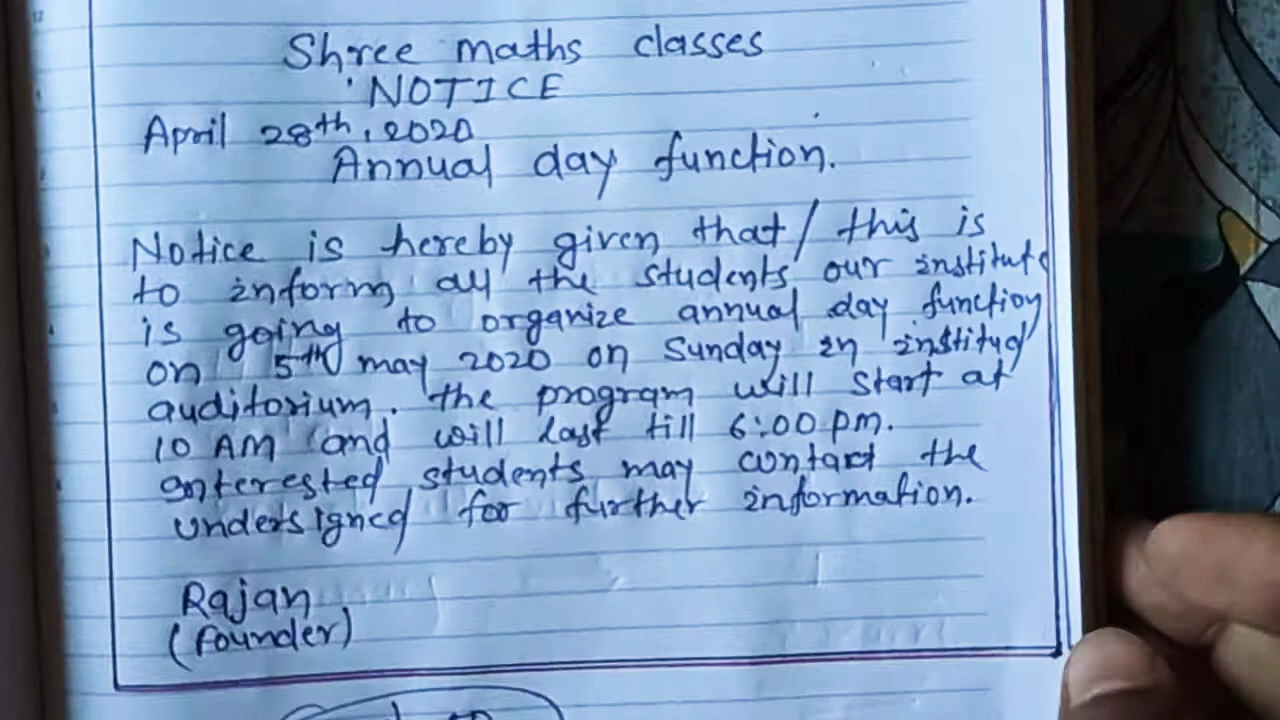 Shree maths classes
NOTICE
April 28th, 2020
Annual day function.
Notice is hereby given that/ this is
to inform all the students our institute
is going to organize annual day function
on 5th may 2020 on Sunday in institud
auditorium. the program will start at
10 AM and will last till 6:00 pm.
interested students may contact the
undersigned for further information.
Rajan
(founder)